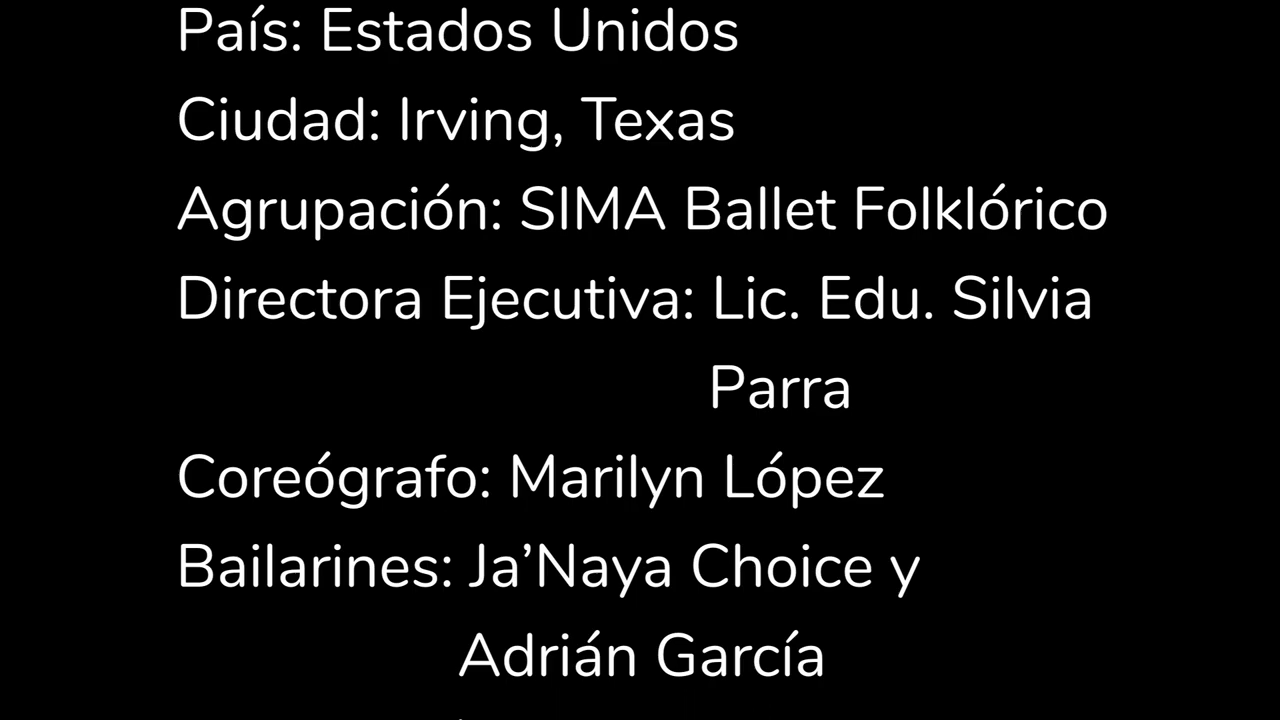 País: Estados Unidos
Ciudad: Irving, Texas
Agrupación: SIMA Ballet Folklórico
Directora Ejecutiva: Lic. Edu. Silvia
Parra
Coreógrafo: Marilyn López
Bailarines: Ja’Naya Choice y
Adrián García